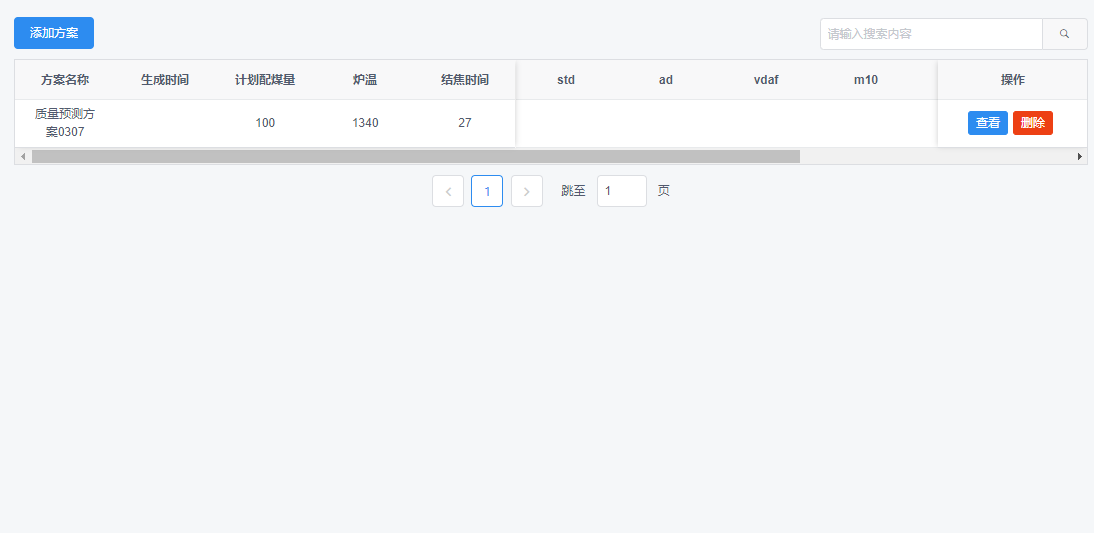 添加方案
请输入搜索内容
方案名称 生成时间 计划配煤量 炉温 结焦时间 std ad vdaf m10 操作
质量预测方
案0307
100 1340 27 查看 删除
1 跳至 1 页